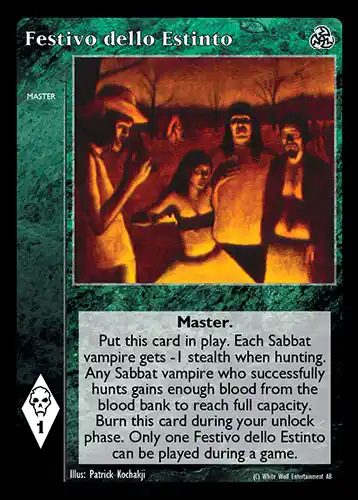 Festivo dello Estinto
MASTER
Master.
Put this card in play. Each Sabbat
vampire gets -1 stealth when hunting.
Any Sabbat vampire who successfully
hunts gains enough blood from the
blood bank to reach full capacity.
Burn this card during your unlock
phase. Only one Festivo dello Estinto
can be played during a game.
1
Illus: Patrick Kochakji
(C) White Wolf Entertainment AB